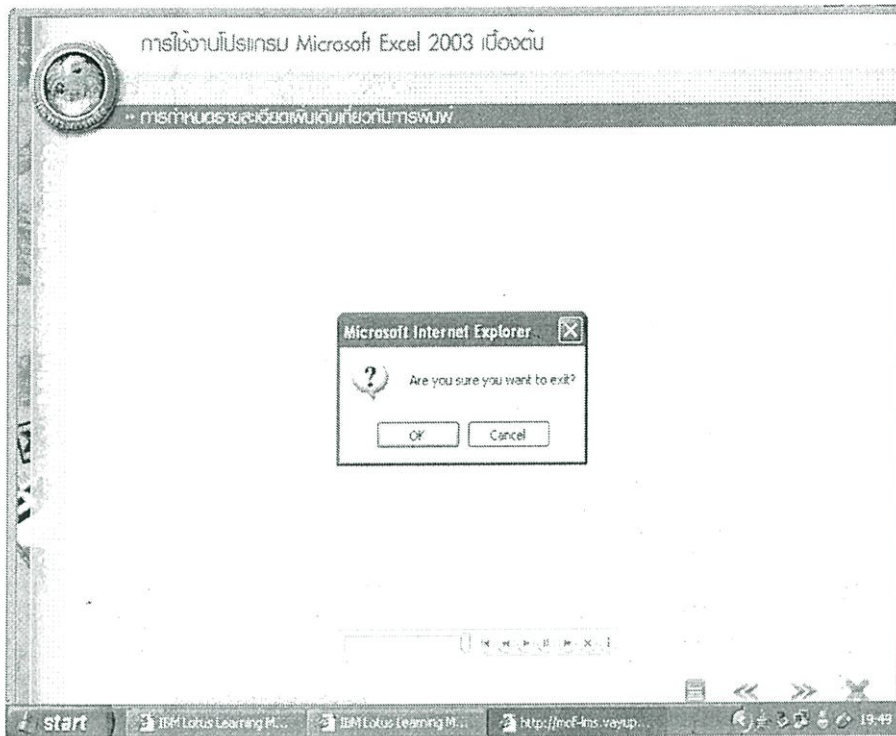 การใช้งานโปรแกรม Microsoft Excel 2003 เบื้องต้น
•• การกำหนดรายละเอียดเพิ่มเติมเกี่ยวกับการพิมพ์
Microsoft Internet Explorer
Are you sure you want to exit?
OK Cancel
start IBM Lotus Learning M... IBM Lotus Learning M... http://mof-lms.vayup... 19:49